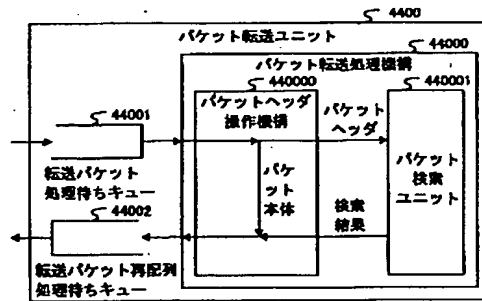 4400
パケット転送ユニット
44000
パケット転送処理機構
440000
440001
44001
パケットヘッダ
操作機構
パケット
ヘッダ
転送パケット
処理待ちキュー
パケ
ット
本体
パケット
検索
ユニット
44002
検索
結果
転送パケット再配列
処理待ちキュー